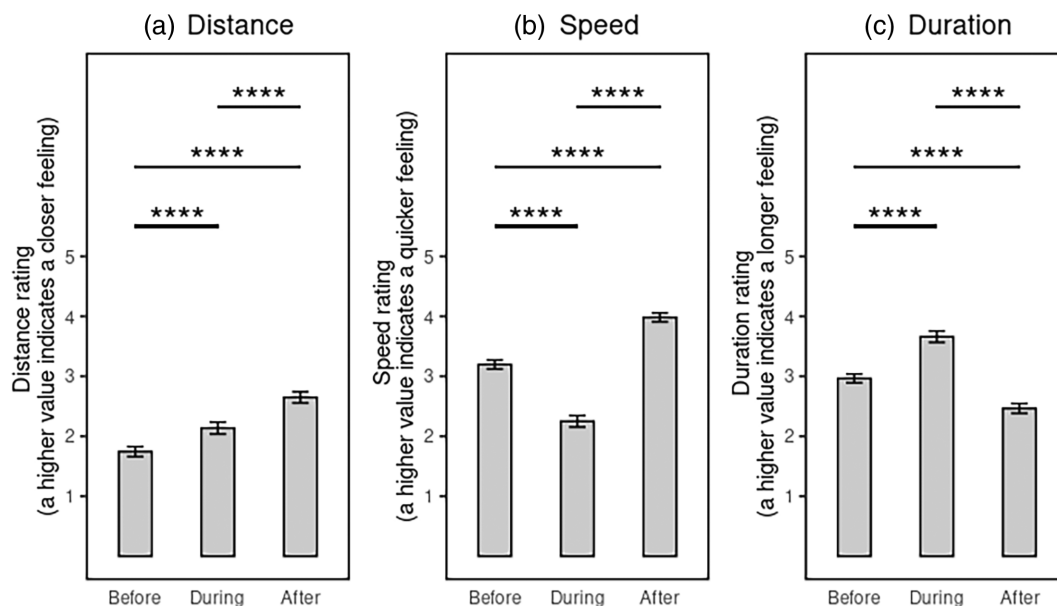 (a) Distance
Distance rating
(a higher value indicates a closer feeling)
****
****
****
5
4
3
2
1
Before During After
(b) Speed
Speed rating
(a higher value indicates a quicker feeling)
****
****
****
5
4
3
2
1
Before During After
(c) Duration
Duration rating
(a higher value indicates a longer feeling)
****
****
****
5
4
3
2
1
Before During After